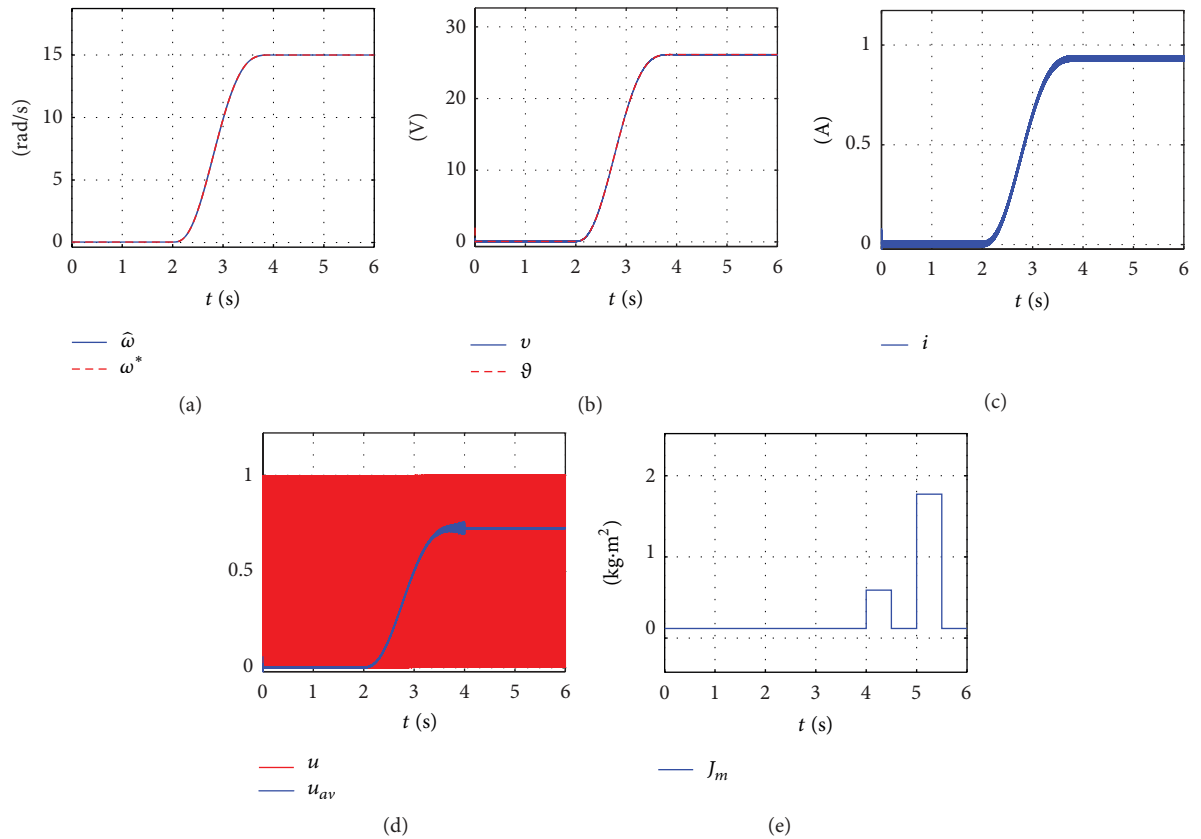 15
10
5
0
(rad/s)
0 1 2 3 4 5 6
t (s)
ω̂
ω*
(a)
30
20
10
0
(V)
0 1 2 3 4 5 6
t (s)
υ
ϑ
(b)
1
0.5
0
(A)
0 1 2 3 4 5 6
t (s)
i
(c)
1
0.5
0
0 1 2 3 4 5 6
t (s)
u
u_av
(d)
2
1
0
(kg·m²)
0 1 2 3 4 5 6
t (s)
J_m
(e)